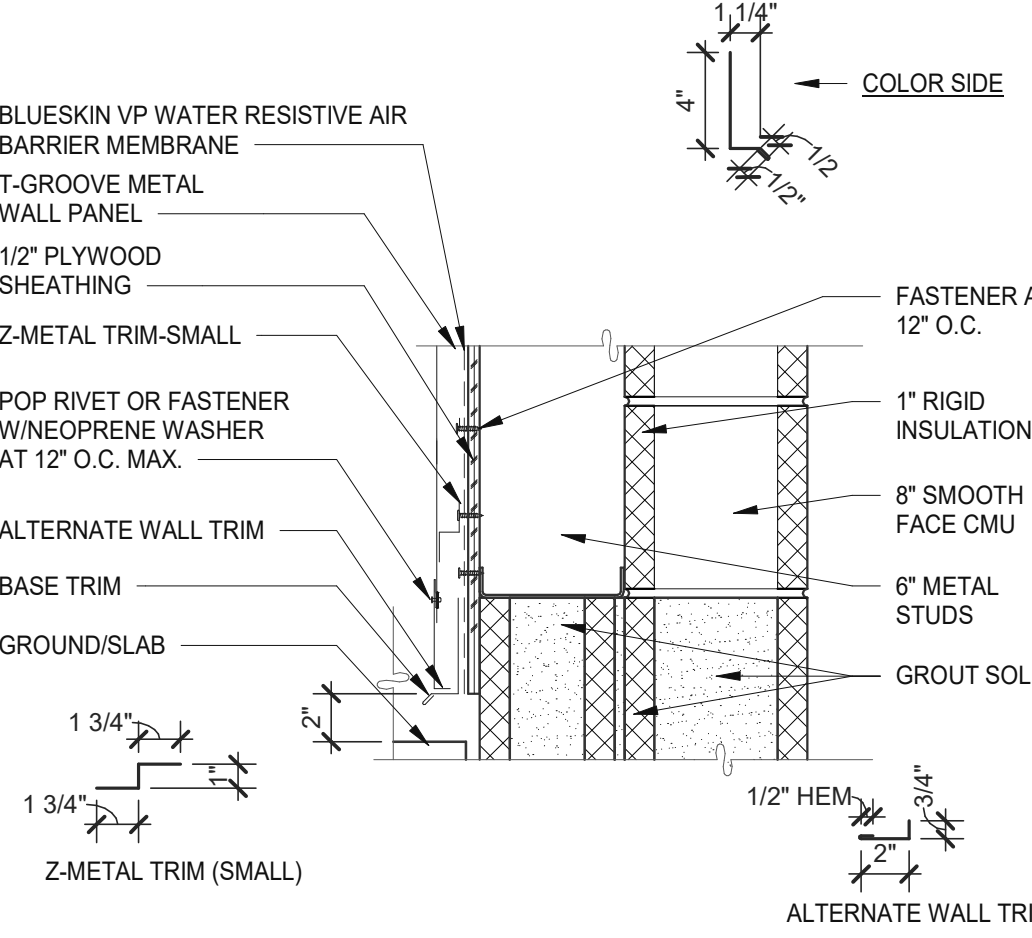 1 1/4"
COLOR SIDE
4"
1/2
1/2"
BLUESKIN VP WATER RESISTIVE AIR
BARRIER MEMBRANE
T-GROOVE METAL
WALL PANEL
1/2" PLYWOOD
SHEATHING
Z-METAL TRIM-SMALL
POP RIVET OR FASTENER
W/NEOPRENE WASHER
AT 12" O.C. MAX.
ALTERNATE WALL TRIM
BASE TRIM
GROUND/SLAB
FASTENER A
12" O.C.
1" RIGID
INSULATION
8" SMOOTH
FACE CMU
6" METAL
STUDS
GROUT SOL
2"
1 3/4"
1"
1 3/4"
Z-METAL TRIM (SMALL)
1/2" HEM
3/4"
2"
ALTERNATE WALL TRI